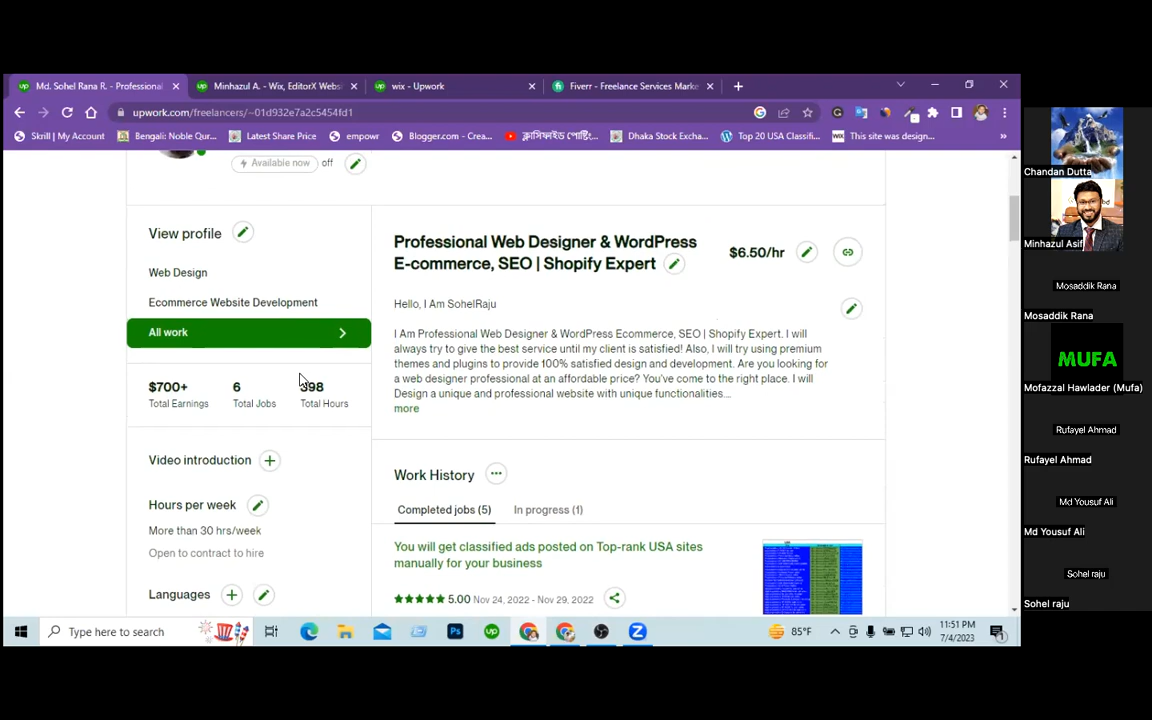 Md. Sohel Rana R. - Professional
Minhazul A. - Wix, EditorX Websi
wix - Upwork
Fiverr - Freelance Services Marke
upwork.com/freelancers/~01d932e7a2c5454fd1
Skrill | My Account
Bengali: Noble Qur...
Latest Share Price
empowr
Blogger.com - Crea...
ক্লাসিফাইড পোষ্টিং...
Dhaka Stock Excha...
Top 20 USA Classifi...
This site was design...
Available now off
View profile
Web Design
Ecommerce Website Development
All work
$700+ 6 398
Total Earnings Total Jobs Total Hours
Video introduction
Hours per week
More than 30 hrs/week
Open to contract to hire
Languages
Professional Web Designer & WordPress
E-commerce, SEO | Shopify Expert
$6.50/hr
Hello, I Am SohelRaju
I Am Professional Web Designer & WordPress Ecommerce, SEO | Shopify Expert. I will
always try to give the best service until my client is satisfied! Also, I will try using premium
themes and plugins to provide 100% satisfied design and development. Are you looking for
a web designer professional at an affordable price? You've come to the right place. I will
Design a unique and professional website with unique functionalities...
more
Work History
Completed jobs (5) In progress (1)
You will get classified ads posted on Top-rank USA sites
manually for your business
5.00 Nov 24, 2022 - Nov 29, 2022
Type here to search
Ps
up
85°F
11:51 PM
7/4/2023
Chandan Dutta
Minhazul Asif
Mosaddik Rana
Mosaddik Rana
MUFA
Mofazzal Hawlader (Mufa)
Rufayel Ahmad
Rufayel Ahmad
Md Yousuf Ali
Md Yousuf Ali
Sohel raju
Sohel raju